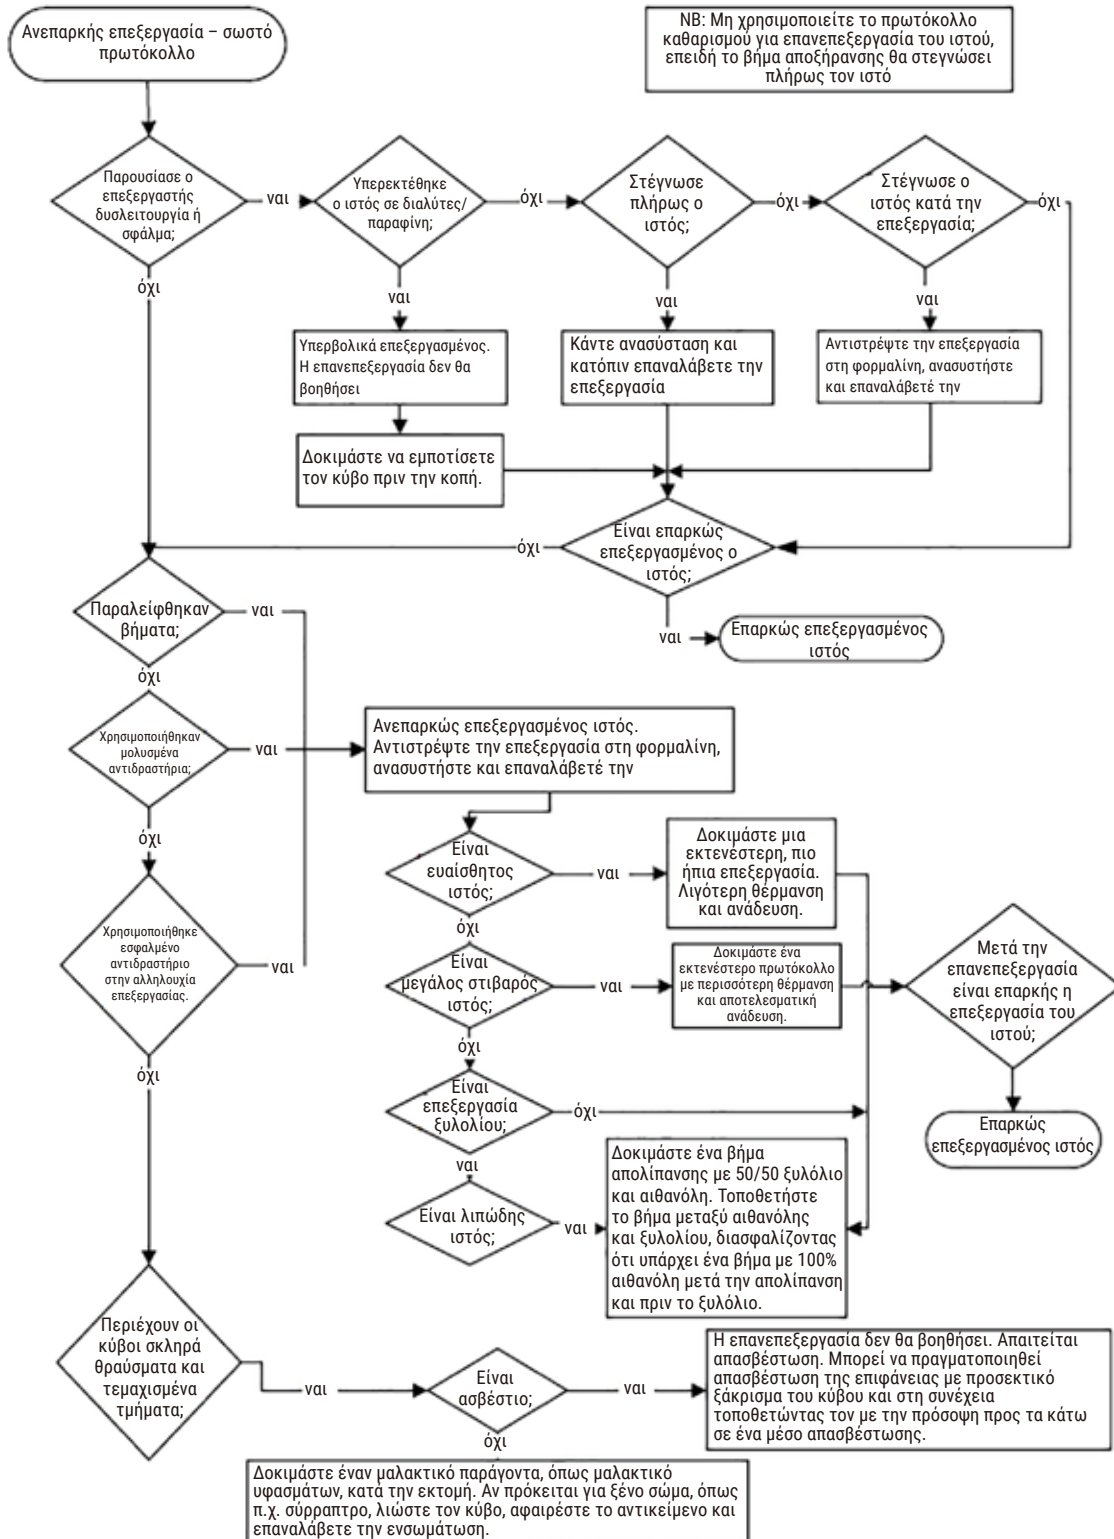 Ανεπαρκής επεξεργασία – σωστό
πρωτόκολλο
NB: Μη χρησιμοποιείτε το πρωτόκολλο
καθαρισμού για επανεπεξεργασία του ιστού,
επειδή το βήμα αποξήρανσης θα στεγνώσει
πλήρως τον ιστό
Παρουσίασε ο
επεξεργαστής
δυσλειτουργία ή
σφάλμα;
ναι
Υπερεκτέθηκε
ο ιστός σε διαλύτες/
παραφίνη;
όχι
Στέγνωσε
πλήρως ο
ιστός;
όχι
Στέγνωσε ο
ιστός κατά την
επεξεργασία;
όχι
όχι
ναι
ναι
ναι
Υπερβολικά επεξεργασμένος.
Η επανεπεξεργασία δεν θα
βοηθήσει
Κάντε ανασύσταση και
κατόπιν επαναλάβετε την
επεξεργασία
Αντιστρέψτε την επεξεργασία
στη φορμαλίνη, ανασυστήστε
και επαναλάβετέ την
Δοκιμάστε να εμποτίσετε
τον κύβο πριν την κοπή.
Είναι επαρκώς
επεξεργασμένος ο
ιστός;
όχι
ναι
Επαρκώς επεξεργασμένος
ιστός
Παραλείφθηκαν
βήματα;
ναι
όχι
Χρησιμοποιήθηκαν
μολυσμένα
αντιδραστήρια;
ναι
Ανεπαρκώς επεξεργασμένος ιστός.
Αντιστρέψτε την επεξεργασία στη φορμαλίνη,
ανασυστήστε και επαναλάβετέ την
όχι
Χρησιμοποιήθηκε
εσφαλμένο
αντιδραστήριο
στην αλληλουχία
επεξεργασίας.
ναι
όχι
Είναι
ευαίσθητος
ιστός;
ναι
Δοκιμάστε μια
εκτενέστερη, πιο
ήπια επεξεργασία.
Λιγότερη θέρμανση
και ανάδευση.
όχι
Είναι
μεγάλος στιβαρός
ιστός;
ναι
Δοκιμάστε ένα
εκτενέστερο πρωτόκολλο
με περισσότερη θέρμανση
και αποτελεσματική
ανάδευση.
Μετά την
επανεπεξεργασία
είναι επαρκής η
επεξεργασία του
ιστού;
όχι
Είναι
επεξεργασία
ξυλολίου;
όχι
Επαρκώς
επεξεργασμένος ιστός
ναι
Είναι λιπώδης
ιστός;
ναι
Δοκιμάστε ένα βήμα
απολίπανσης με 50/50 ξυλόλιο
και αιθανόλη. Τοποθετήστε
το βήμα μεταξύ αιθανόλης
και ξυλολίου, διασφαλίζοντας
ότι υπάρχει ένα βήμα με 100%
αιθανόλη μετά την απολίπανση
και πριν το ξυλόλιο.
Περιέχουν οι
κύβοι σκληρά
θραύσματα και
τεμαχισμένα
τμήματα;
ναι
Είναι
ασβέστιο;
ναι
Η επανεπεξεργασία δεν θα βοηθήσει. Απαιτείται
απασβέστωση. Μπορεί να πραγματοποιηθεί
απασβέστωση της επιφάνειας με προσεκτικό
ξάκρισμα του κύβου και στη συνέχεια
τοποθετώντας τον με την πρόσοψη προς τα κάτω
σε ένα μέσο απασβέστωσης.
όχι
Δοκιμάστε έναν μαλακτικό παράγοντα, όπως μαλακτικό
υφασμάτων, κατά την εκτομή. Αν πρόκειται για ξένο σώμα, όπως
π.χ. σύρραπτρο, λιώστε τον κύβο, αφαιρέστε το αντικείμενο και
επαναλάβετε την ενσωμάτωση.